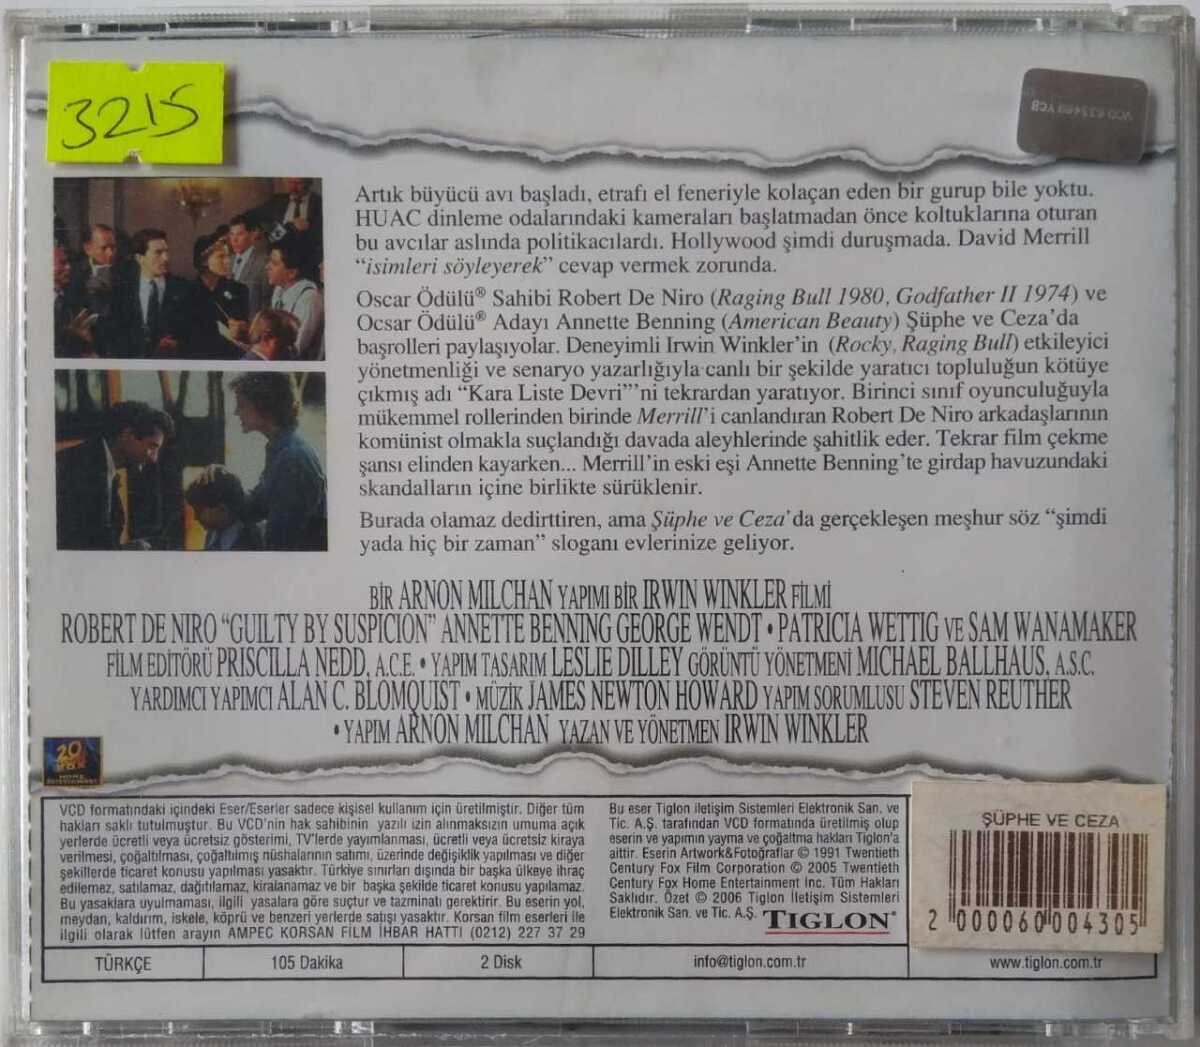 3215
Artık büyücü avı başladı, etrafı el feneriyle kolaçan eden bir gurup bile yoktu.
HUAC dinleme odalarındaki kameraları başlatmadan önce koltuklarına oturan
bu avcılar aslında politikacılardı. Hollywood şimdi duruşmada. David Merrill
“isimleri söyleyerek” cevap vermek zorunda.
Oscar Ödülü® Sahibi Robert De Niro (Raging Bull 1980, Godfather II 1974) ve
Ocsar Ödülü® Adayı Annette Benning (American Beauty) Şüphe ve Ceza'da
başrolleri paylaşıyolar. Deneyimli Irwin Winkler'in (Rocky, Raging Bull) etkileyici
yönetmenliği ve senaryo yazarlığıyla canlı bir şekilde yaratıcı topluluğun kötüye
çıkmış adı “Kara Liste Devri”'ni tekrardan yaratıyor. Birinci sınıf oyunculuğuyla
mükemmel rollerinden birinde Merrill'i canlandıran Robert De Niro arkadaşlarının
komünist olmakla suçlandığı davada aleyhlerinde şahitlik eder. Tekrar film çekme
şansı elinden kayarken... Merrill'in eski eşi Annette Benning'te girdap havuzundaki
skandalların içine birlikte sürüklenir.
Burada olamaz dedirttiren, ama Şüphe ve Ceza'da gerçekleşen meşhur söz “şimdi
yada hiç bir zaman” sloganı evlerinize geliyor.
BİR ARNON MILCHAN YAPIMI BİR IRWIN WINKLER FİLMİ
ROBERT DE NIRO “GUILTY BY SUSPICION” ANNETTE BENNING GEORGE WENDT • PATRICIA WETTIG VE SAM WANAMAKER
FİLM EDİTÖRÜ PRISCILLA NEDD, A.C.E. • YAPIM TASARIM LESLIE DILLEY GÖRÜNTÜ YÖNETMENİ MICHAEL BALLHAUS, A.S.C.
YARDIMCI YAPIMCI ALAN C. BLOMQUIST • MÜZİK JAMES NEWTON HOWARD YAPIM SORUMLUSU STEVEN REUTHER
• YAPIM ARNON MILCHAN YAZAN VE YÖNETMEN IRWIN WINKLER
20
FOX
HOME
ENTERTAINMENT
VCD formatındaki içindeki Eser/Eserler sadece kişisel kullanım için üretilmiştir. Diğer tüm
hakları saklı tutulmuştur. Bu VCD'nin hak sahibinin yazılı izin alınmaksızın umuma açık
yerlerde ücretli veya ücretsiz gösterimi, TV'lerde yayımlanması, ücretli veya ücretsiz kiraya
verilmesi, çoğaltılması, çoğaltılmış nüshalarının satımı, üzerinde değişiklik yapılması ve diğer
şekillerde ticaret konusu yapılması yasaktır. Türkiye sınırları dışında bir başka ülkeye ihraç
edilemez, satılamaz, dağıtılamaz, kiralanamaz ve bir başka şekilde ticaret konusu yapılamaz.
Bu yasaklara uyulmaması, ilgili yasalara göre suçtur ve tazminatı gerektirir. Bu eserin yol,
meydan, kaldırım, iskele, köprü ve benzeri yerlerde satışı yasaktır. Korsan film eserleri ile
ilgili olarak lütfen arayın AMPEC KORSAN FİLM İHBAR HATTI (0212) 227 37 29
Bu eser Tiglon iletişim Sistemleri Elektronik San. ve
Tic. A.Ş. tarafından VCD formatında üretilmiş olup
eserin ve yapımın yayma ve çoğaltma hakları Tiglon'a
aittir. Eserin Artwork&Fotoğraflar © 1991 Twentieth
Century Fox Film Corporation © 2005 Twentieth
Century Fox Home Entertainment Inc. Tüm Hakları
Saklıdır. Özet © 2006 Tiglon İletişim Sistemleri
Elektronik San. ve Tic. A.Ş. TIGLON
ŞÜPHE VE CEZA
2 000060 004305
TÜRKÇE 105 Dakika 2 Disk info@tiglon.com.tr www.tiglon.com.tr